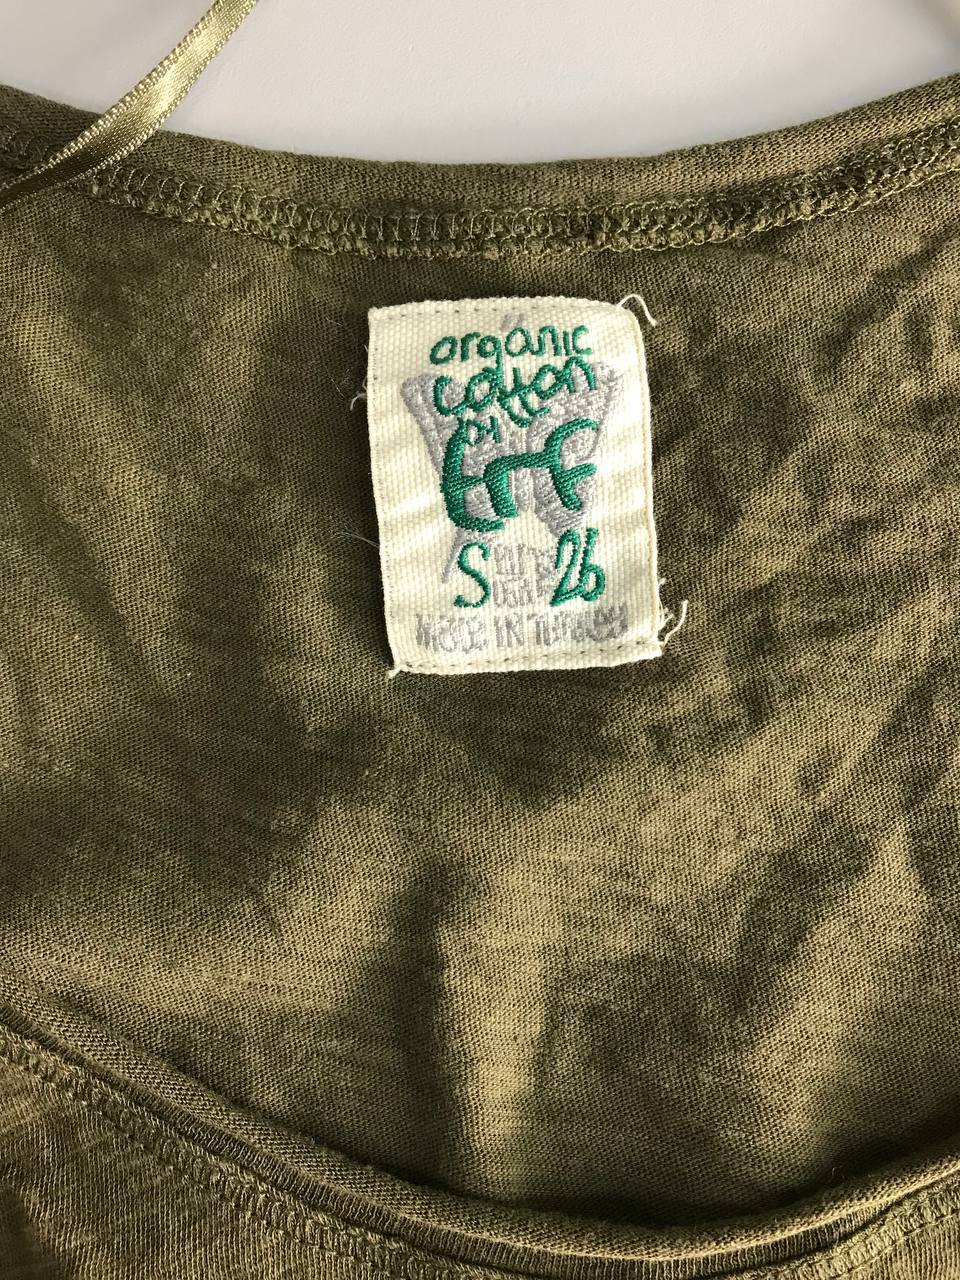 organic
cotton
by
S 26
MADE IN TURKEY